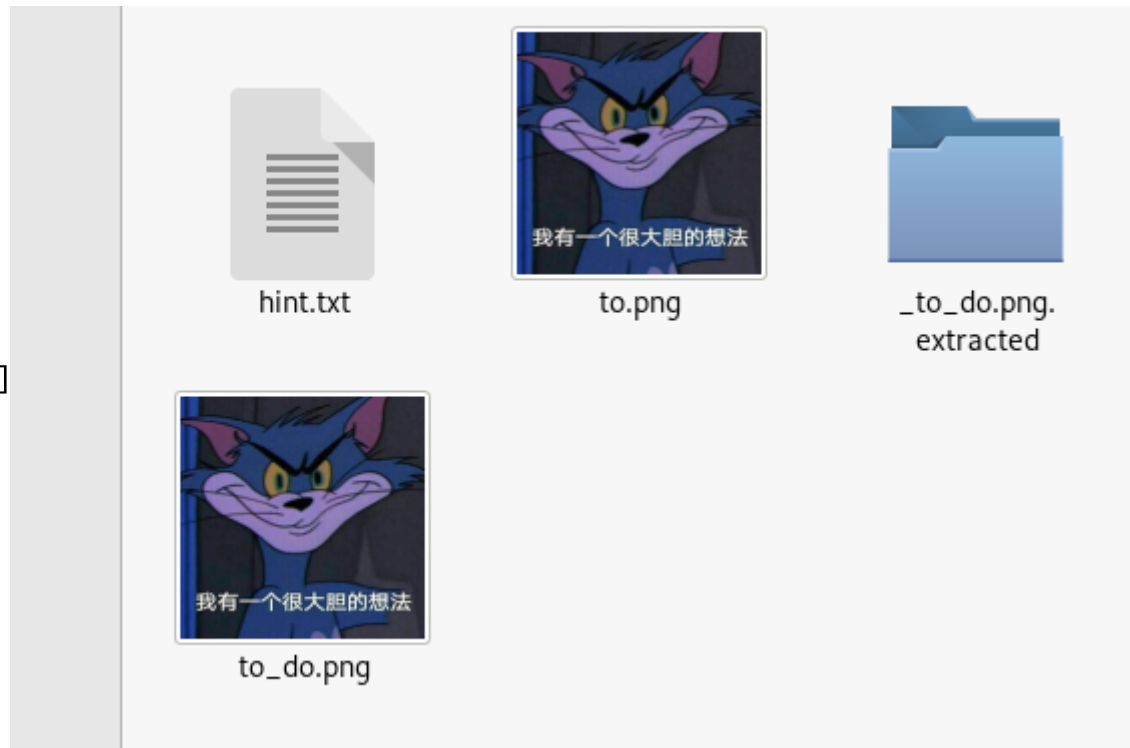 我有一个很大胆的想法
hint.txt
to.png
_to_do.png.
extracted
我有一个很大胆的想法
to_do.png